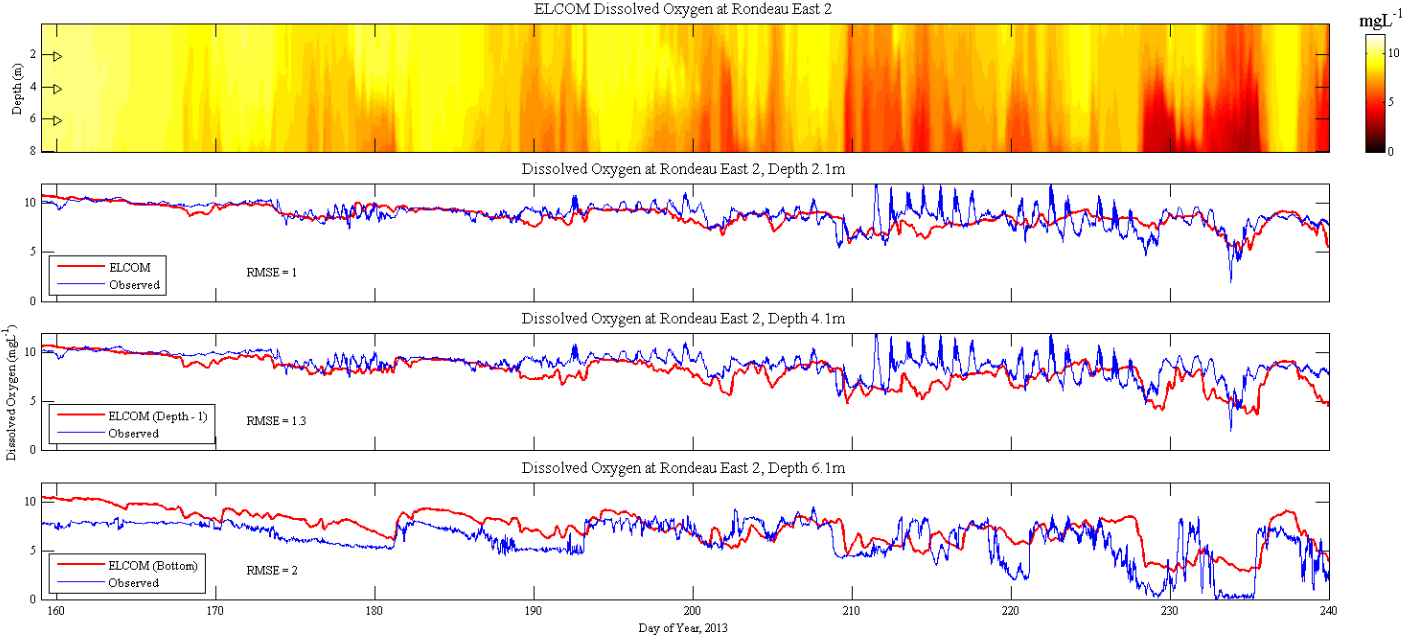 ELCOM Dissolved Oxygen at Rondeau East 2
mgL-1
Depth (m)
2
4
6
8
10
5
0
Dissolved Oxygen at Rondeau East 2, Depth 2.1m
10
5
0
ELCOM
Observed
RMSE = 1
Dissolved Oxygen at Rondeau East 2, Depth 4.1m
Dissolved Oxygen (mgL-1)
10
5
0
ELCOM (Depth - 1)
Observed
RMSE = 1.3
Dissolved Oxygen at Rondeau East 2, Depth 6.1m
10
5
0
ELCOM (Bottom)
Observed
RMSE = 2
160 170 180 190 200 210 220 230 240
Day of Year, 2013